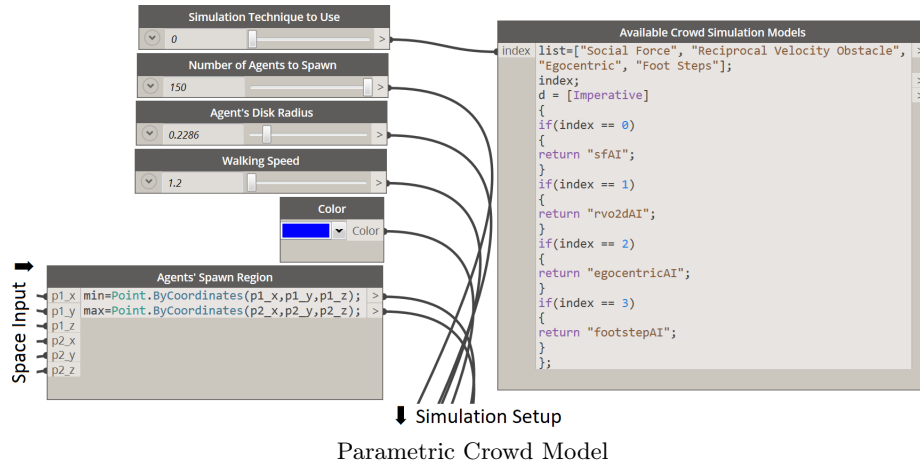 Simulation Technique to Use
0
>
Number of Agents to Spawn
150
>
Agent's Disk Radius
0.2286
>
Walking Speed
1.2
>
Color
Color
Agents' Spawn Region
p1_x min=Point.ByCoordinates(p1_x,p1_y,p1_z); >
p1_y max=Point.ByCoordinates(p2_x,p2_y,p2_z); >
p1_z
p2_x
p2_y
p2_z
Space Input
Available Crowd Simulation Models
index list=["Social Force", "Reciprocal Velocity Obstacle", >
"Egocentric", "Foot Steps"]; >
index; >
d = [Imperative]
{
if(index == 0)
{
return "sfAI";
}
if(index == 1)
{
return "rvo2dAI";
}
if(index == 2)
{
return "egocentricAI";
}
if(index == 3)
{
return "footstepAI";
}
};
Simulation Setup
Parametric Crowd Model